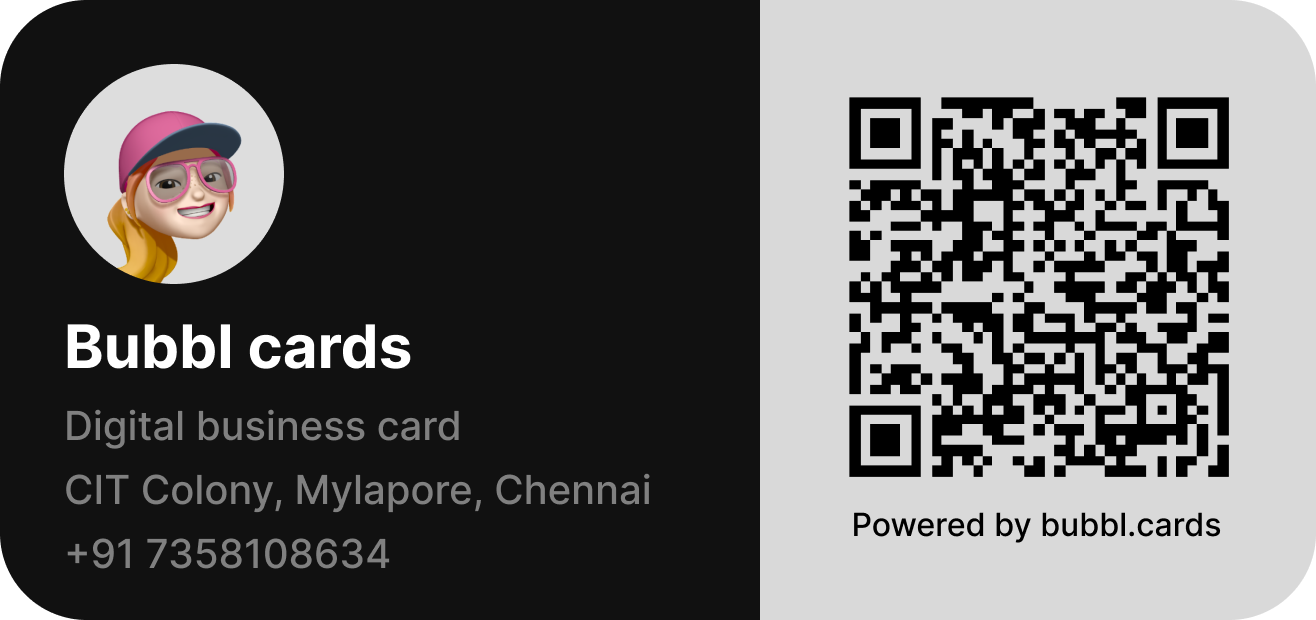 Bubbl cards
Digital business card
CIT Colony, Mylapore, Chennai
+91 7358108634
Powered by bubbl.cards